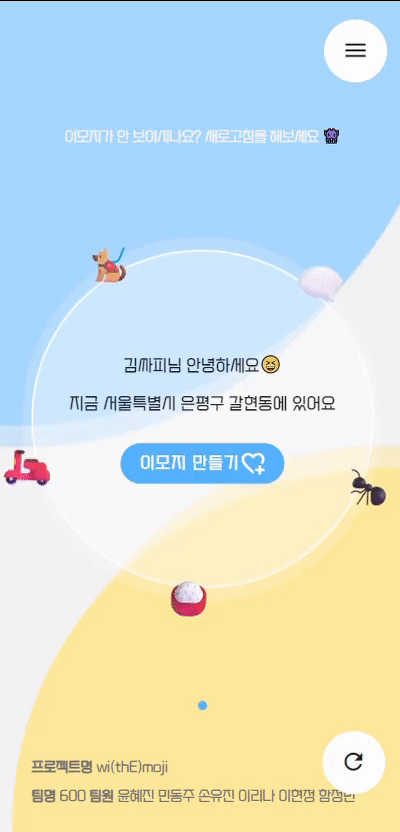 이모지가 안 보이시나요? 새로고침을 해보세요
김싸피님 안녕하세요😆
지금 서울특별시 은평구 갈현동에 있어요
이모지 만들기
프로젝트명 wi(thE)moji
팀명 600 팀원 윤혜진 민동주 손유진 이리나 이현정 함정민